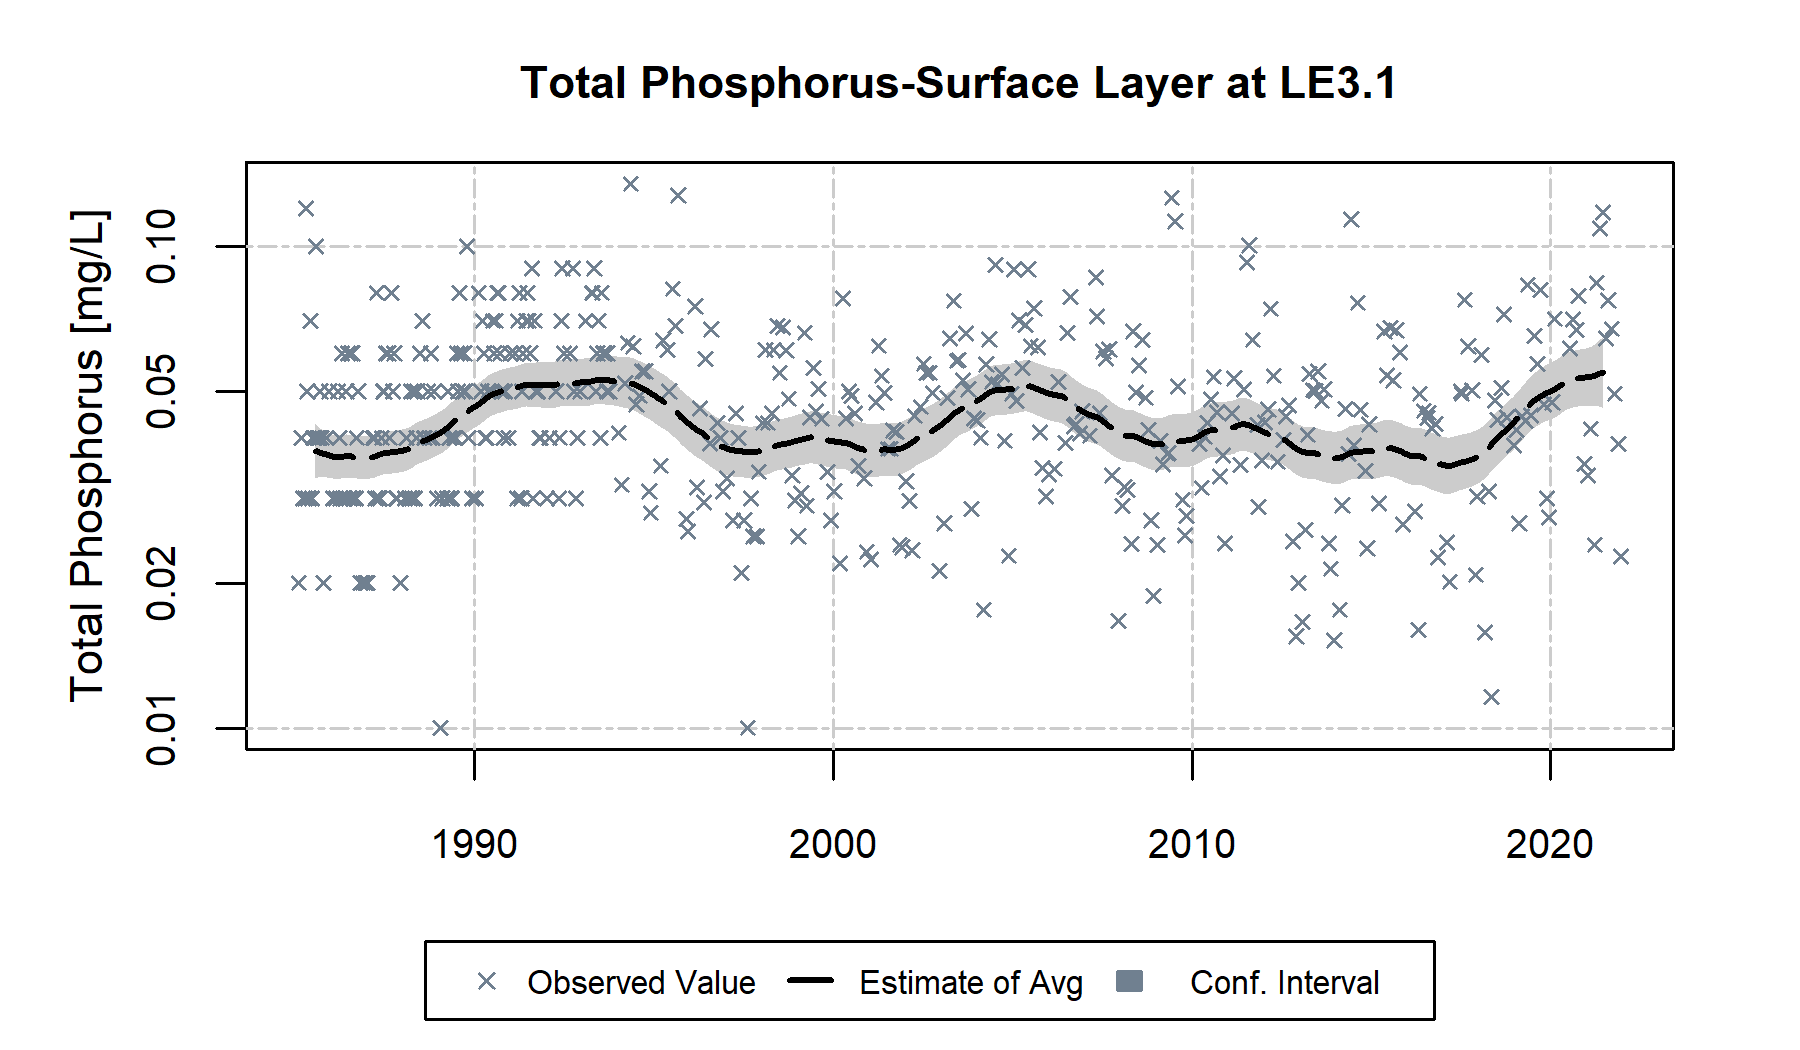 Total Phosphorus-Surface Layer at LE3.1
Total Phosphorus [mg/L]
0.10
0.05
0.02
0.01
1990 2000 2010 2020
Observed Value Estimate of Avg Conf. Interval